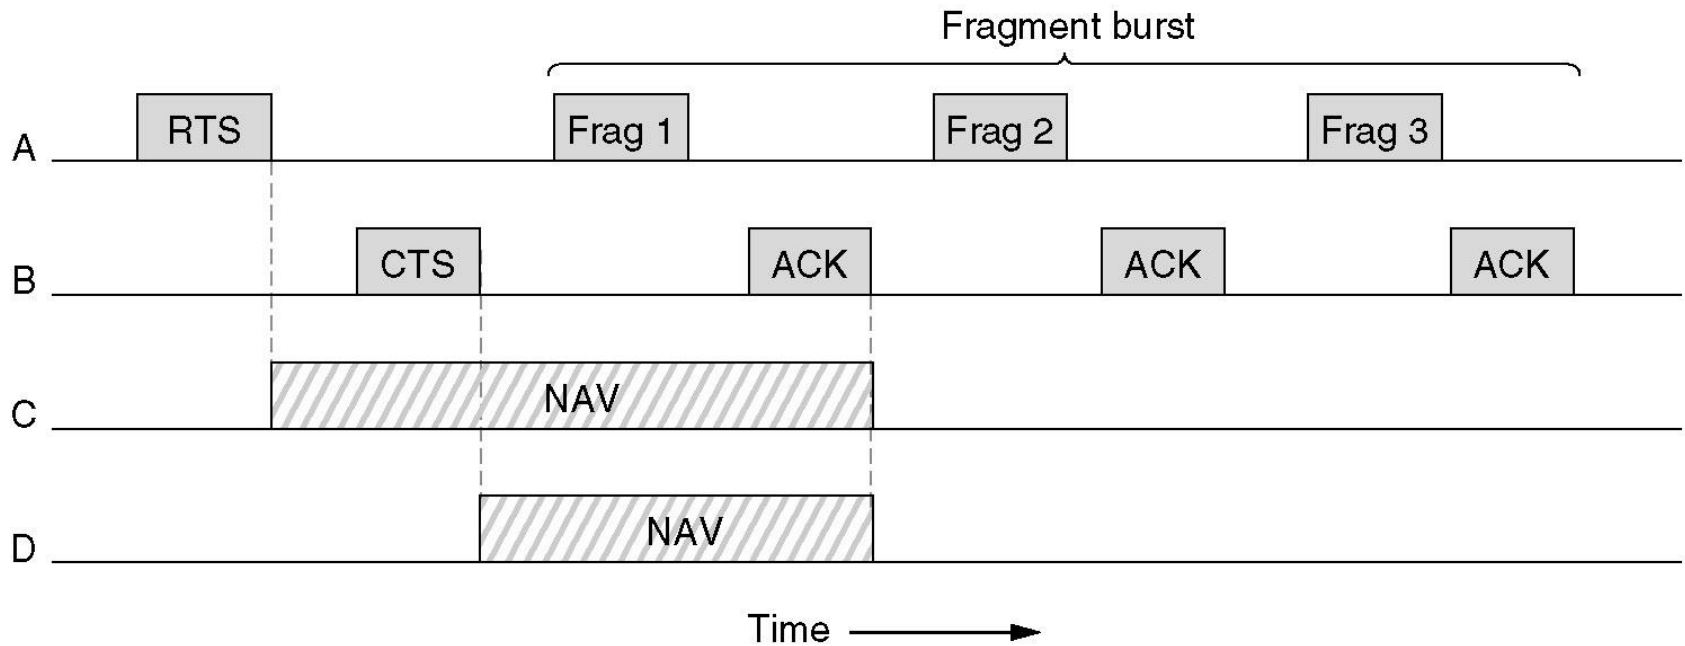 Fragment burst
A RTS Frag 1 Frag 2 Frag 3
B CTS ACK ACK ACK
C NAV
D NAV
Time